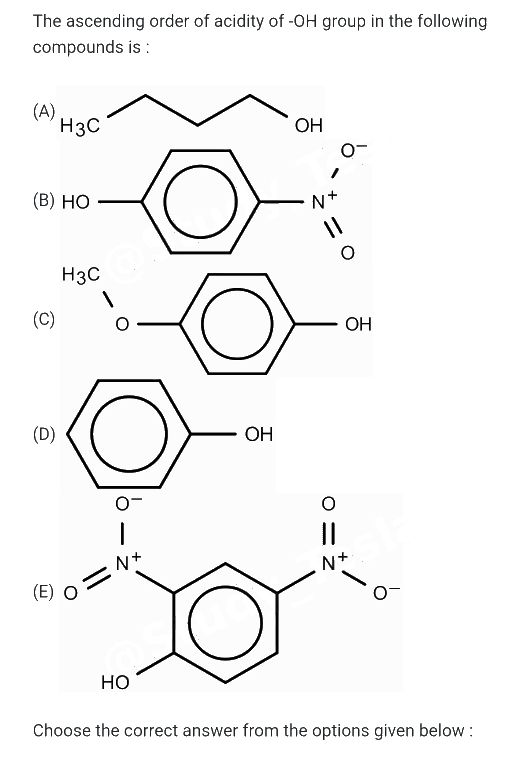 The ascending order of acidity of -OH group in the following
compounds is :
(A) H3C OH
(B) HO N+ O- O
(C) H3C O OH
(D) OH
(E) O- N+ O HO O N+ O-
Choose the correct answer from the options given below :